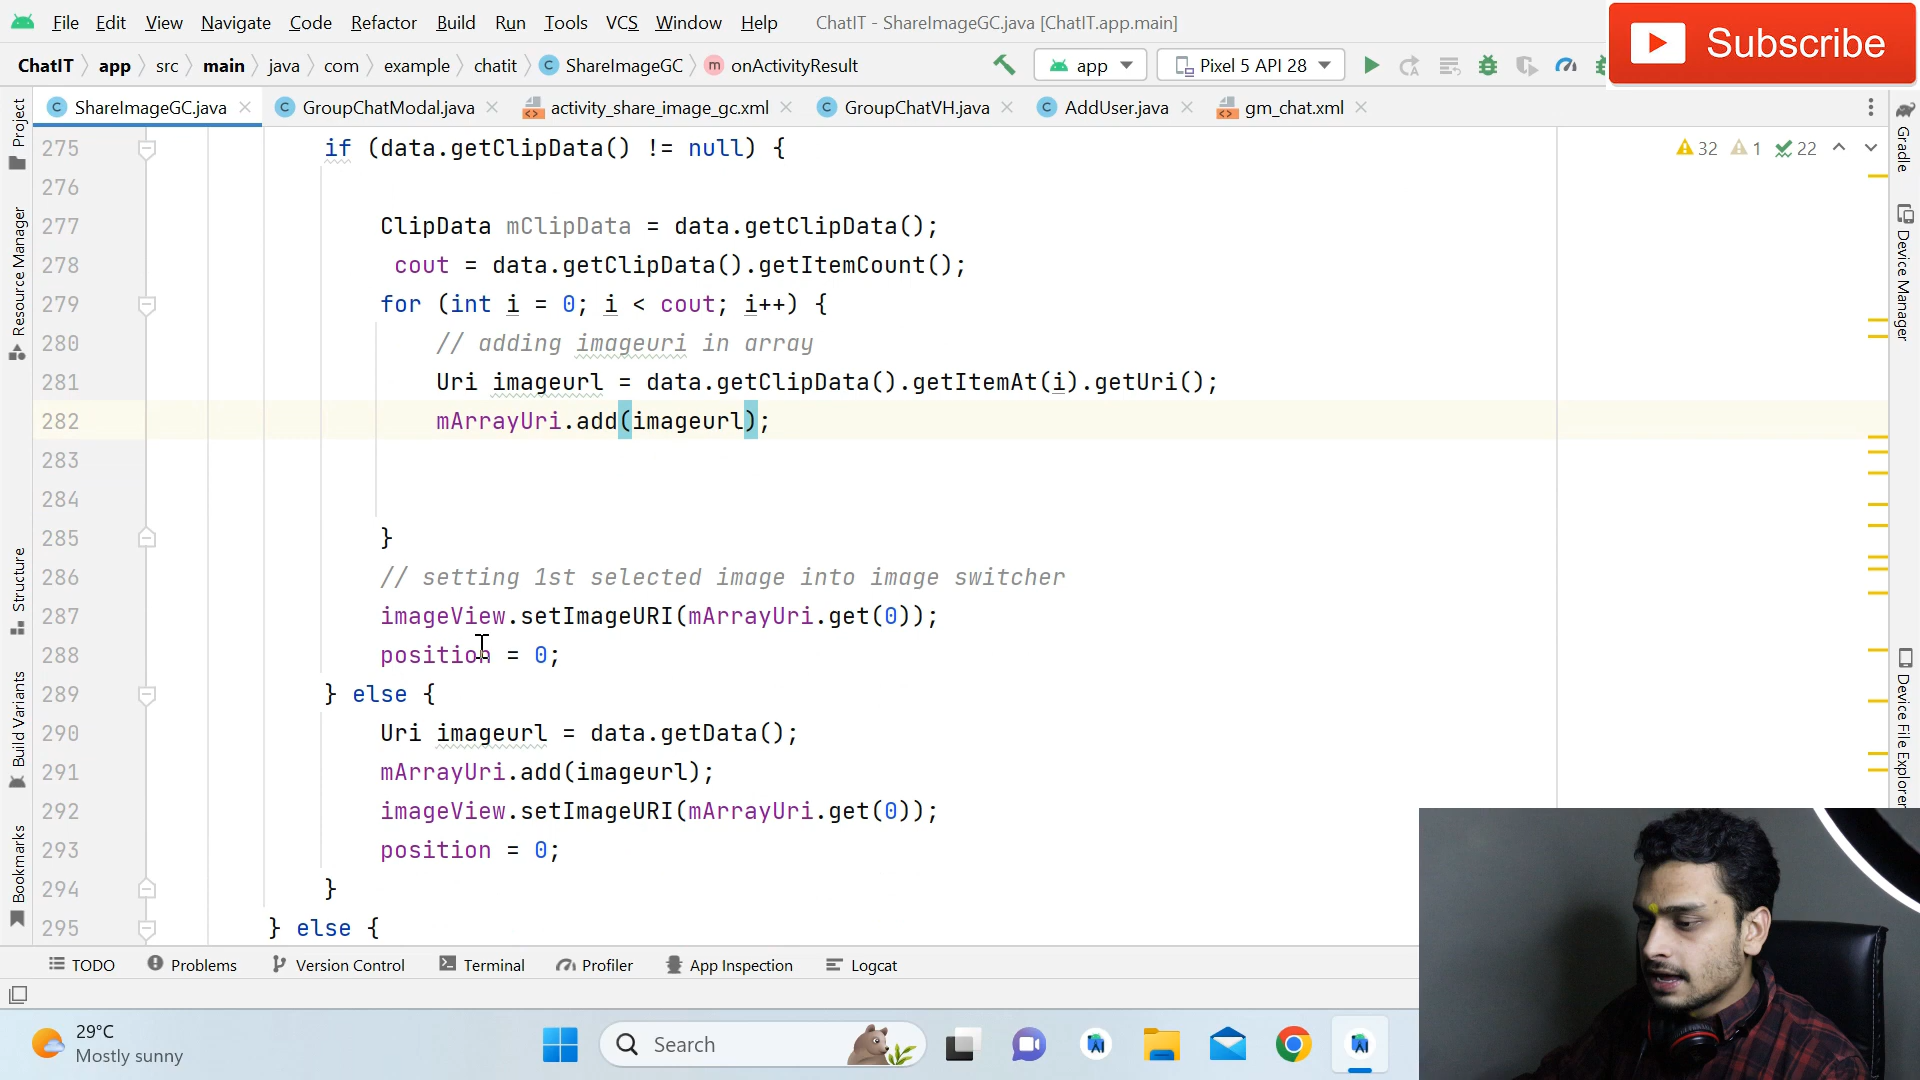 File Edit View Navigate Code Refactor Build Run Tools VCS Window Help ChatIT - ShareImageGC.java [ChatIT.app.main]
Subscribe
ChatIT app src main java com example chatit ShareImageGC onActivityResult app Pixel 5 API 28
ShareImageGC.java GroupChatModal.java activity_share_image_gc.xml GroupChatVH.java AddUser.java gm_chat.xml
Project
Resource Manager
Structure
Build Variants
Bookmarks
32 1 22
275 if (data.getClipData() != null) {
276
277 ClipData mClipData = data.getClipData();
278 cout = data.getClipData().getItemCount();
279 for (int i = 0; i < cout; i++) {
280 // adding imageuri in array
281 Uri imageurl = data.getClipData().getItemAt(i).getUri();
282 mArrayUri.add(imageurl);
283
284
285 }
286 // setting 1st selected image into image switcher
287 imageView.setImageURI(mArrayUri.get(0));
288 position = 0;
289 } else {
290 Uri imageurl = data.getData();
291 mArrayUri.add(imageurl);
292 imageView.setImageURI(mArrayUri.get(0));
293 position = 0;
294 }
295 } else {
Gradle
Device Manager
Device File Explorer
TODO Problems Version Control Terminal Profiler App Inspection Logcat
29°C
Mostly sunny
Search